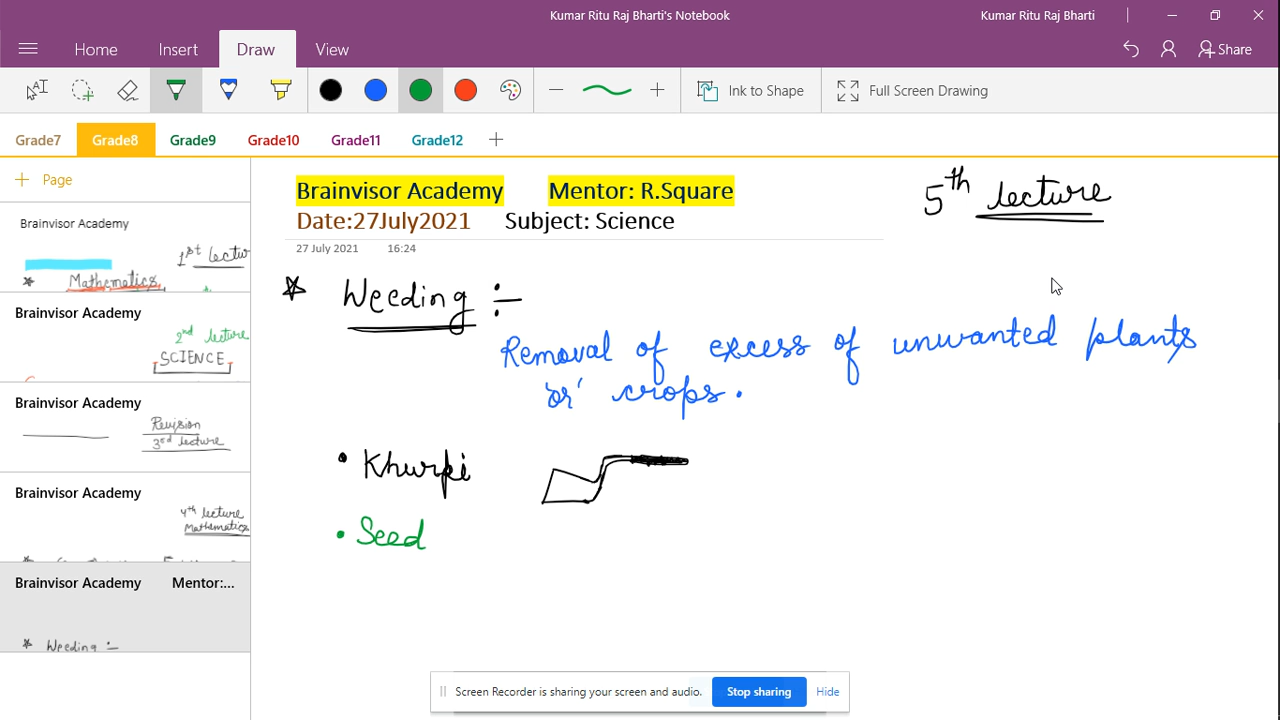 Kumar Ritu Raj Bharti's Notebook
Kumar Ritu Raj Bharti
Home Insert Draw View
Share
Ink to Shape
Full Screen Drawing
Grade7 Grade8 Grade9 Grade10 Grade11 Grade12
Page
Brainvisor Academy
1st lectur
Mathematics
Brainvisor Academy
2nd lecture
SCIENCE
Brainvisor Academy
Revision
3rd lecture
Brainvisor Academy
4th lecture
Mathematics
Brainvisor Academy Mentor:...
* Weeding :-
Brainvisor Academy Mentor: R.Square
Date:27July2021 Subject: Science
27 July 2021 16:24
5th lecture
* Weeding :-
Removal of excess of unwanted plants
'or' crops.
• Khurpi
• Seed
Screen Recorder is sharing your screen and audio.
Stop sharing
Hide